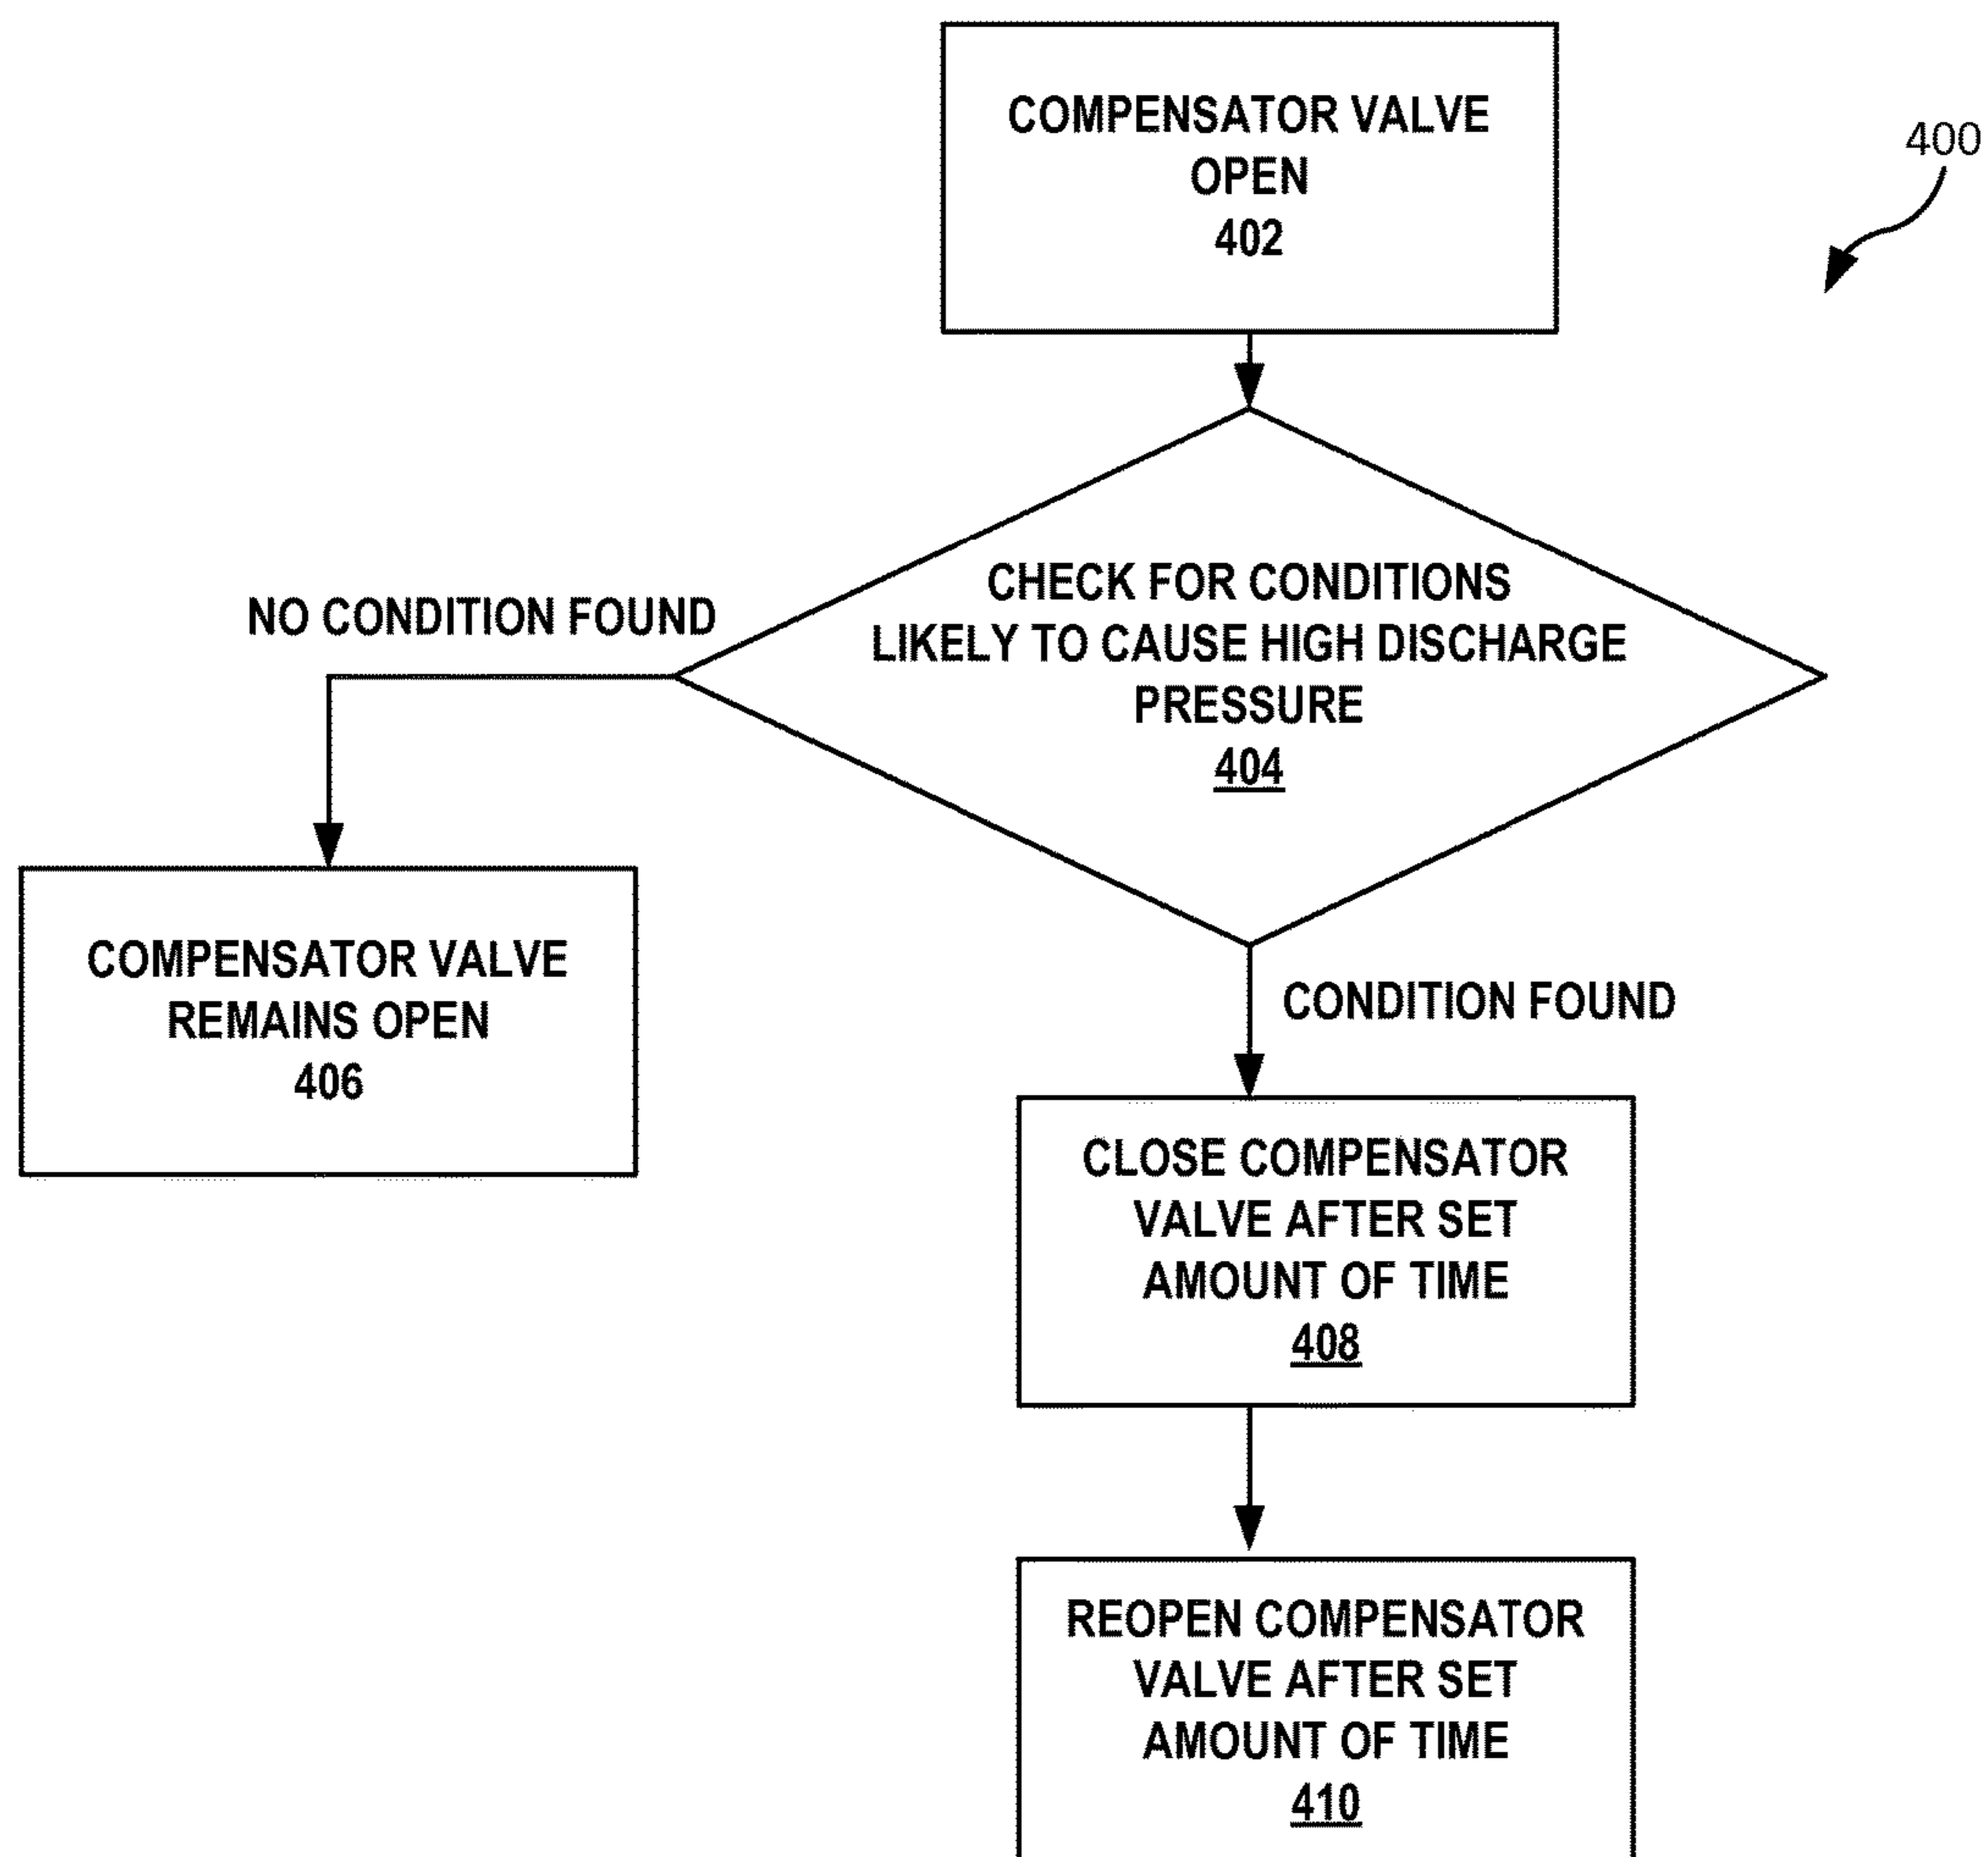 COMPENSATOR VALVE
OPEN
402
400
CHECK FOR CONDITIONS
LIKELY TO CAUSE HIGH DISCHARGE
PRESSURE
404
NO CONDITION FOUND
COMPENSATOR VALVE
REMAINS OPEN
406
CONDITION FOUND
CLOSE COMPENSATOR
VALVE AFTER SET
AMOUNT OF TIME
408
REOPEN COMPENSATOR
VALVE AFTER SET
AMOUNT OF TIME
410